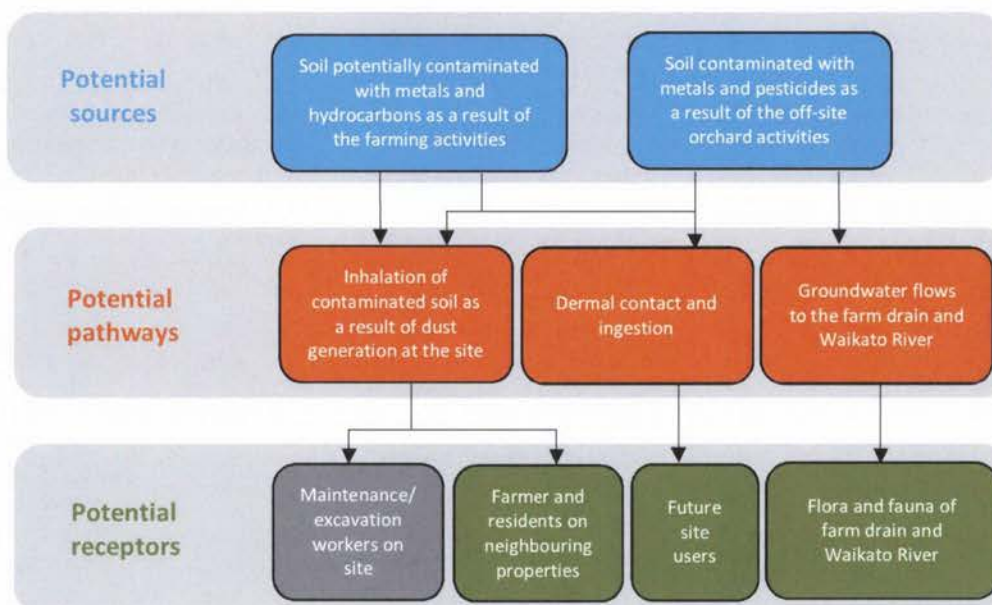 Potential
sources
Soil potentially contaminated
with metals and
hydrocarbons as a result of
the farming activities
Soil contaminated with
metals and pesticides as
a result of the off-site
orchard activities
Potential
pathways
Inhalation of
contaminated soil as
a result of dust
generation at the site
Dermal contact and
ingestion
Groundwater flows
to the farm drain and
Waikato River
Potential
receptors
Maintenance/
excavation
workers on
site
Farmer and
residents on
neighbouring
properties
Future
site
users
Flora and fauna of
farm drain and
Waikato River